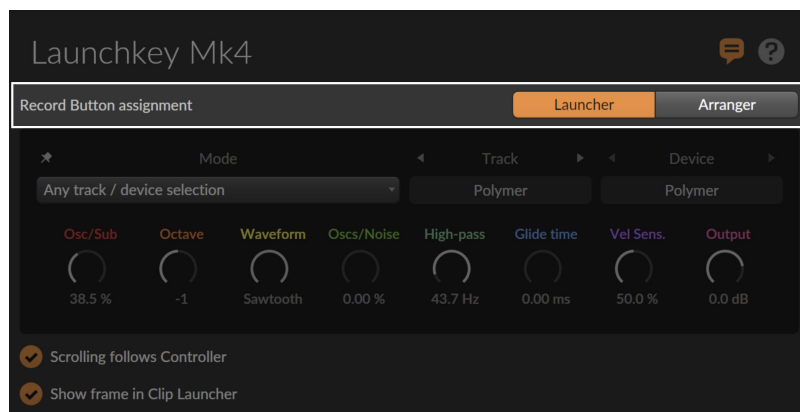 Launchkey Mk4
Record Button assignment Launcher Arranger
Mode Track Device
Any track / device selection Polymer Polymer
Osc/Sub Octave Waveform Oscs/Noise High-pass Glide time Vel Sens. Output
38.5 % -1 Sawtooth 0.00 % 43.7 Hz 0.00 ms 50.0 % 0.0 dB
Scrolling follows Controller
Show frame in Clip Launcher